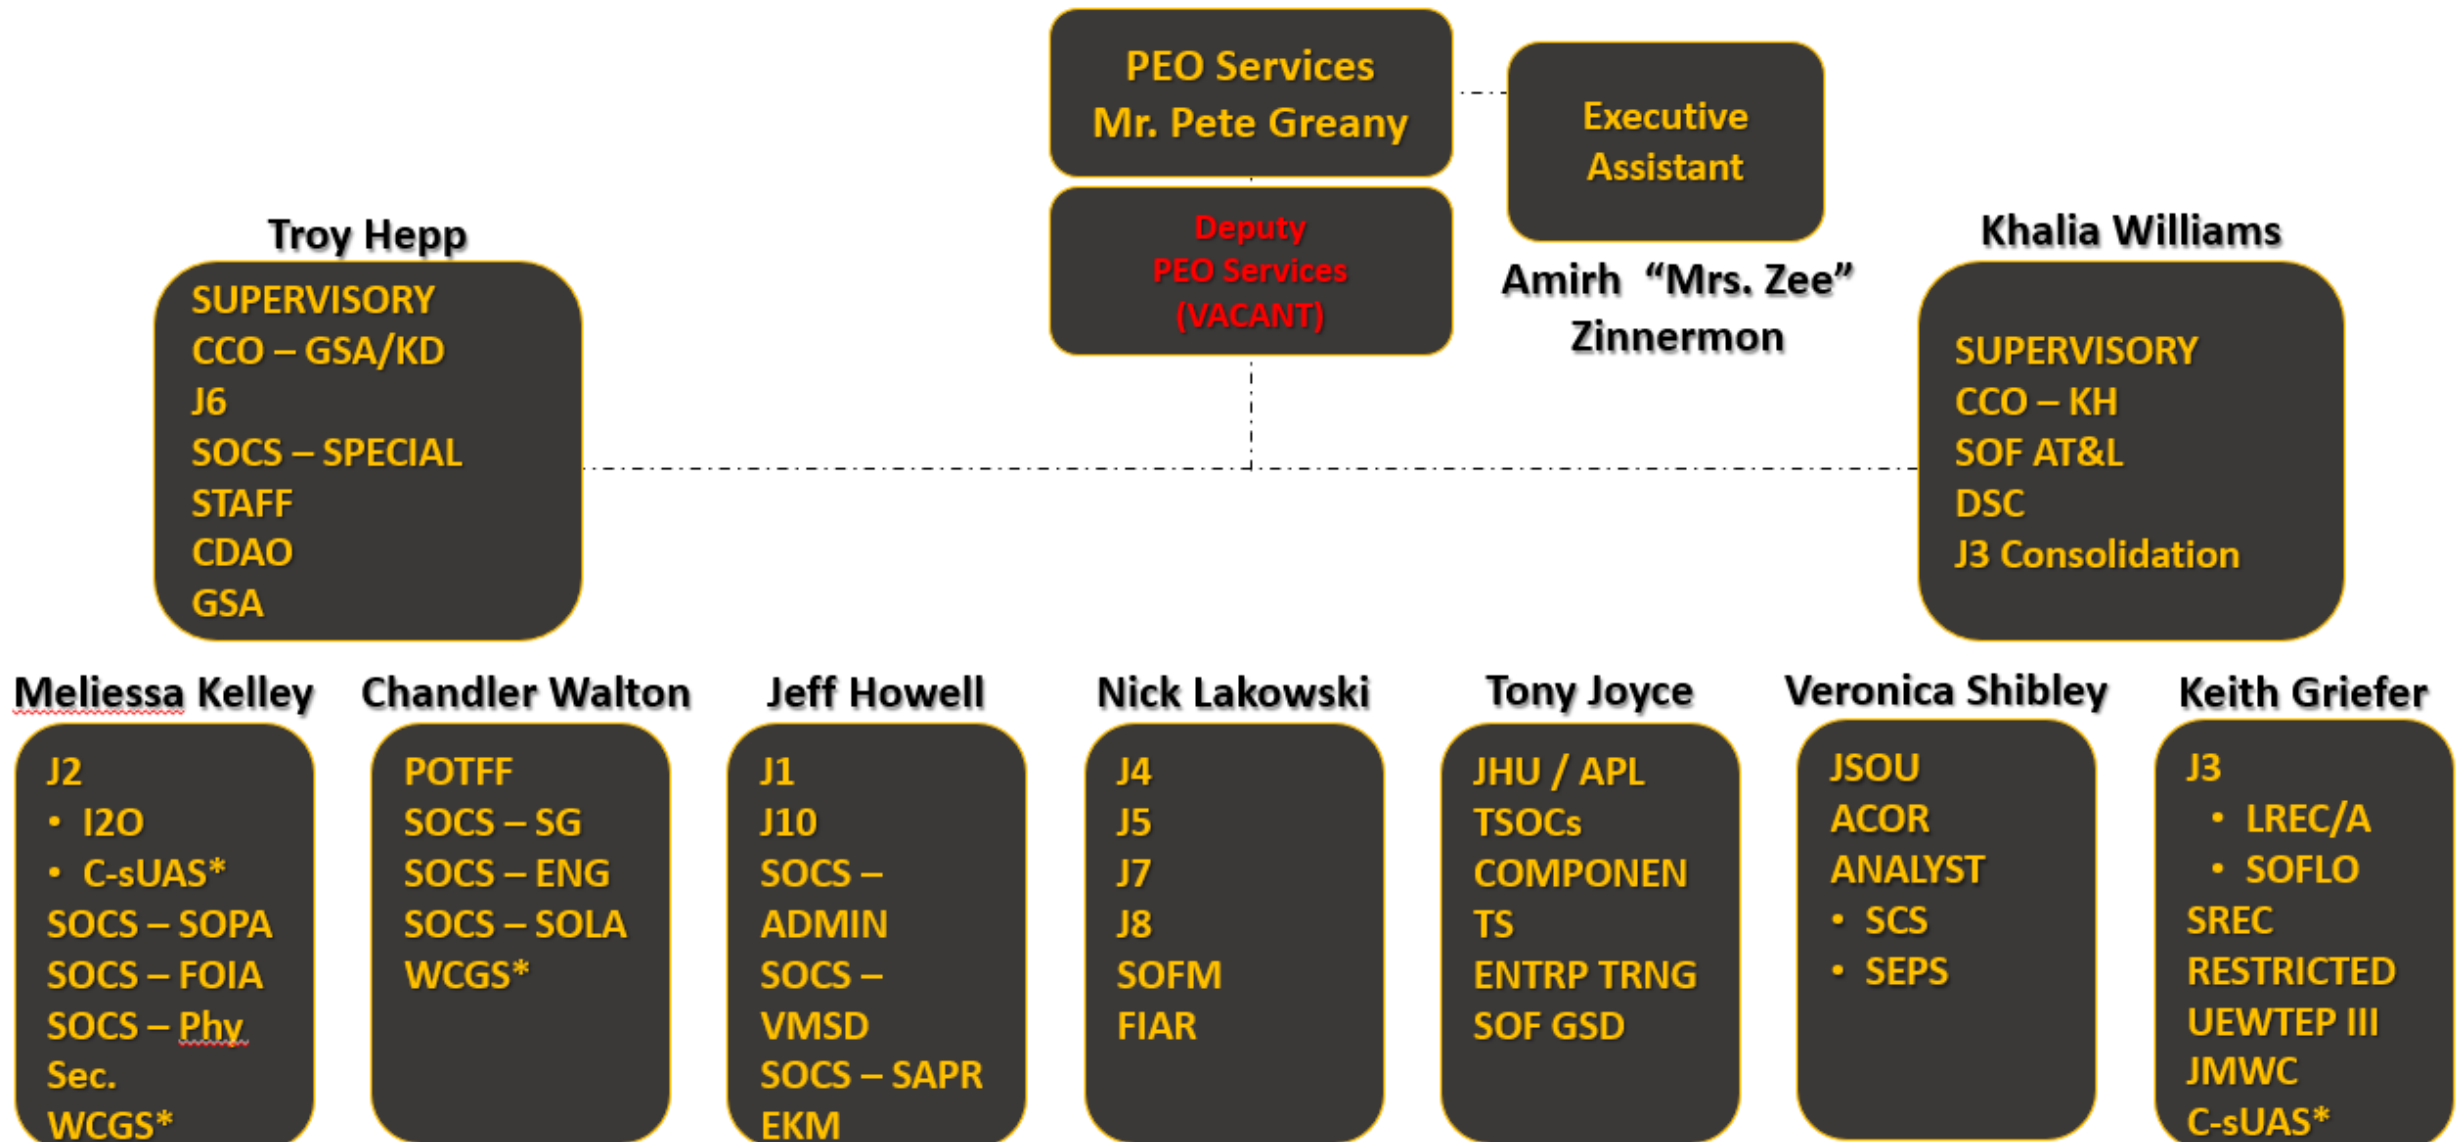 PEO Services
Mr. Pete Greany
Executive
Assistant
Amirh “Mrs. Zee”
Zinnermon
Deputy
PEO Services
(VACANT)
Troy Hepp
SUPERVISORY
CCO – GSA/KD
J6
SOCS – SPECIAL
STAFF
CDAO
GSA
Khalia Williams
SUPERVISORY
CCO – KH
SOF AT&L
DSC
J3 Consolidation
Meliessa Kelley
J2
• I2O
• C-sUAS*
SOCS – SOPA
SOCS – FOIA
SOCS – Phy
Sec.
WCGS*
Chandler Walton
POTFF
SOCS – SG
SOCS – ENG
SOCS – SOLA
WCGS*
Jeff Howell
J1
J10
SOCS –
ADMIN
SOCS –
VMSD
SOCS – SAPR
EKM
Nick Lakowski
J4
J5
J7
J8
SOFM
FIAR
Tony Joyce
JHU / APL
TSOCs
COMPONEN
TS
ENTRP TRNG
SOF GSD
Veronica Shibley
JSOU
ACOR
ANALYST
• SCS
• SEPS
Keith Griefer
J3
• LREC/A
• SOFLO
SREC
RESTRICTED
UEWTEP III
JMWC
C-sUAS*